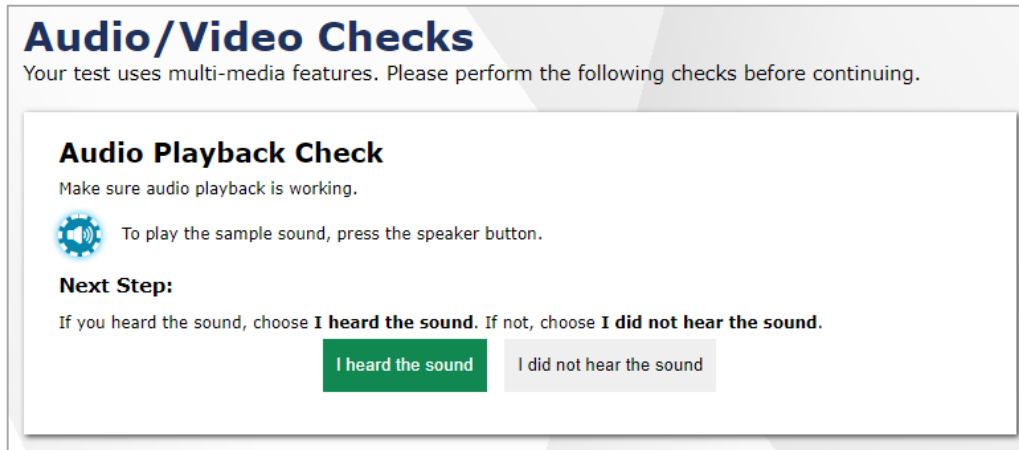 Audio/Video Checks
Your test uses multi-media features. Please perform the following checks before continuing.
Audio Playback Check
Make sure audio playback is working.
To play the sample sound, press the speaker button.
Next Step:
If you heard the sound, choose I heard the sound. If not, choose I did not hear the sound.
I heard the sound
I did not hear the sound